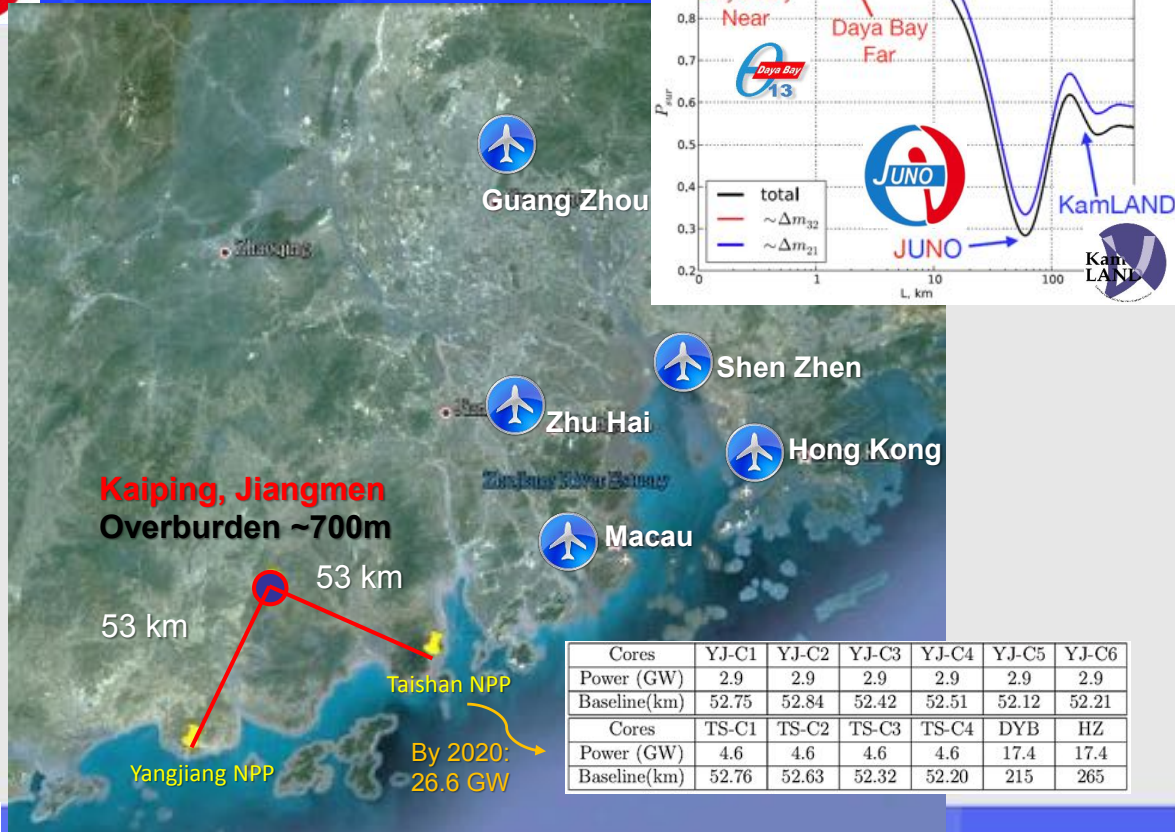 0,8
Near
Daya Bay
Far
Daya Bay
13
0,7
0,6
0,5
0,4
0,3
0,2
P_sur
total
~Δm_32
~Δm_21
JUNO
JUNO
KamLAND
Kam
LAND
0
1
10
100
L, km
Guang Zhou
Zhaoqing
Shen Zhen
Zhu Hai
Hong Kong
Zhujiang River Estuary
Macau
Kaiping, Jiangmen
Overburden ~700m
53 km
53 km
Taishan NPP
Yangjiang NPP
By 2020:
26.6 GW
Cores YJ-C1 YJ-C2 YJ-C3 YJ-C4 YJ-C5 YJ-C6
Power (GW) 2.9 2.9 2.9 2.9 2.9 2.9
Baseline(km) 52.75 52.84 52.42 52.51 52.12 52.21
Cores TS-C1 TS-C2 TS-C3 TS-C4 DYB HZ
Power (GW) 4.6 4.6 4.6 4.6 17.4 17.4
Baseline(km) 52.76 52.63 52.32 52.20 215 265